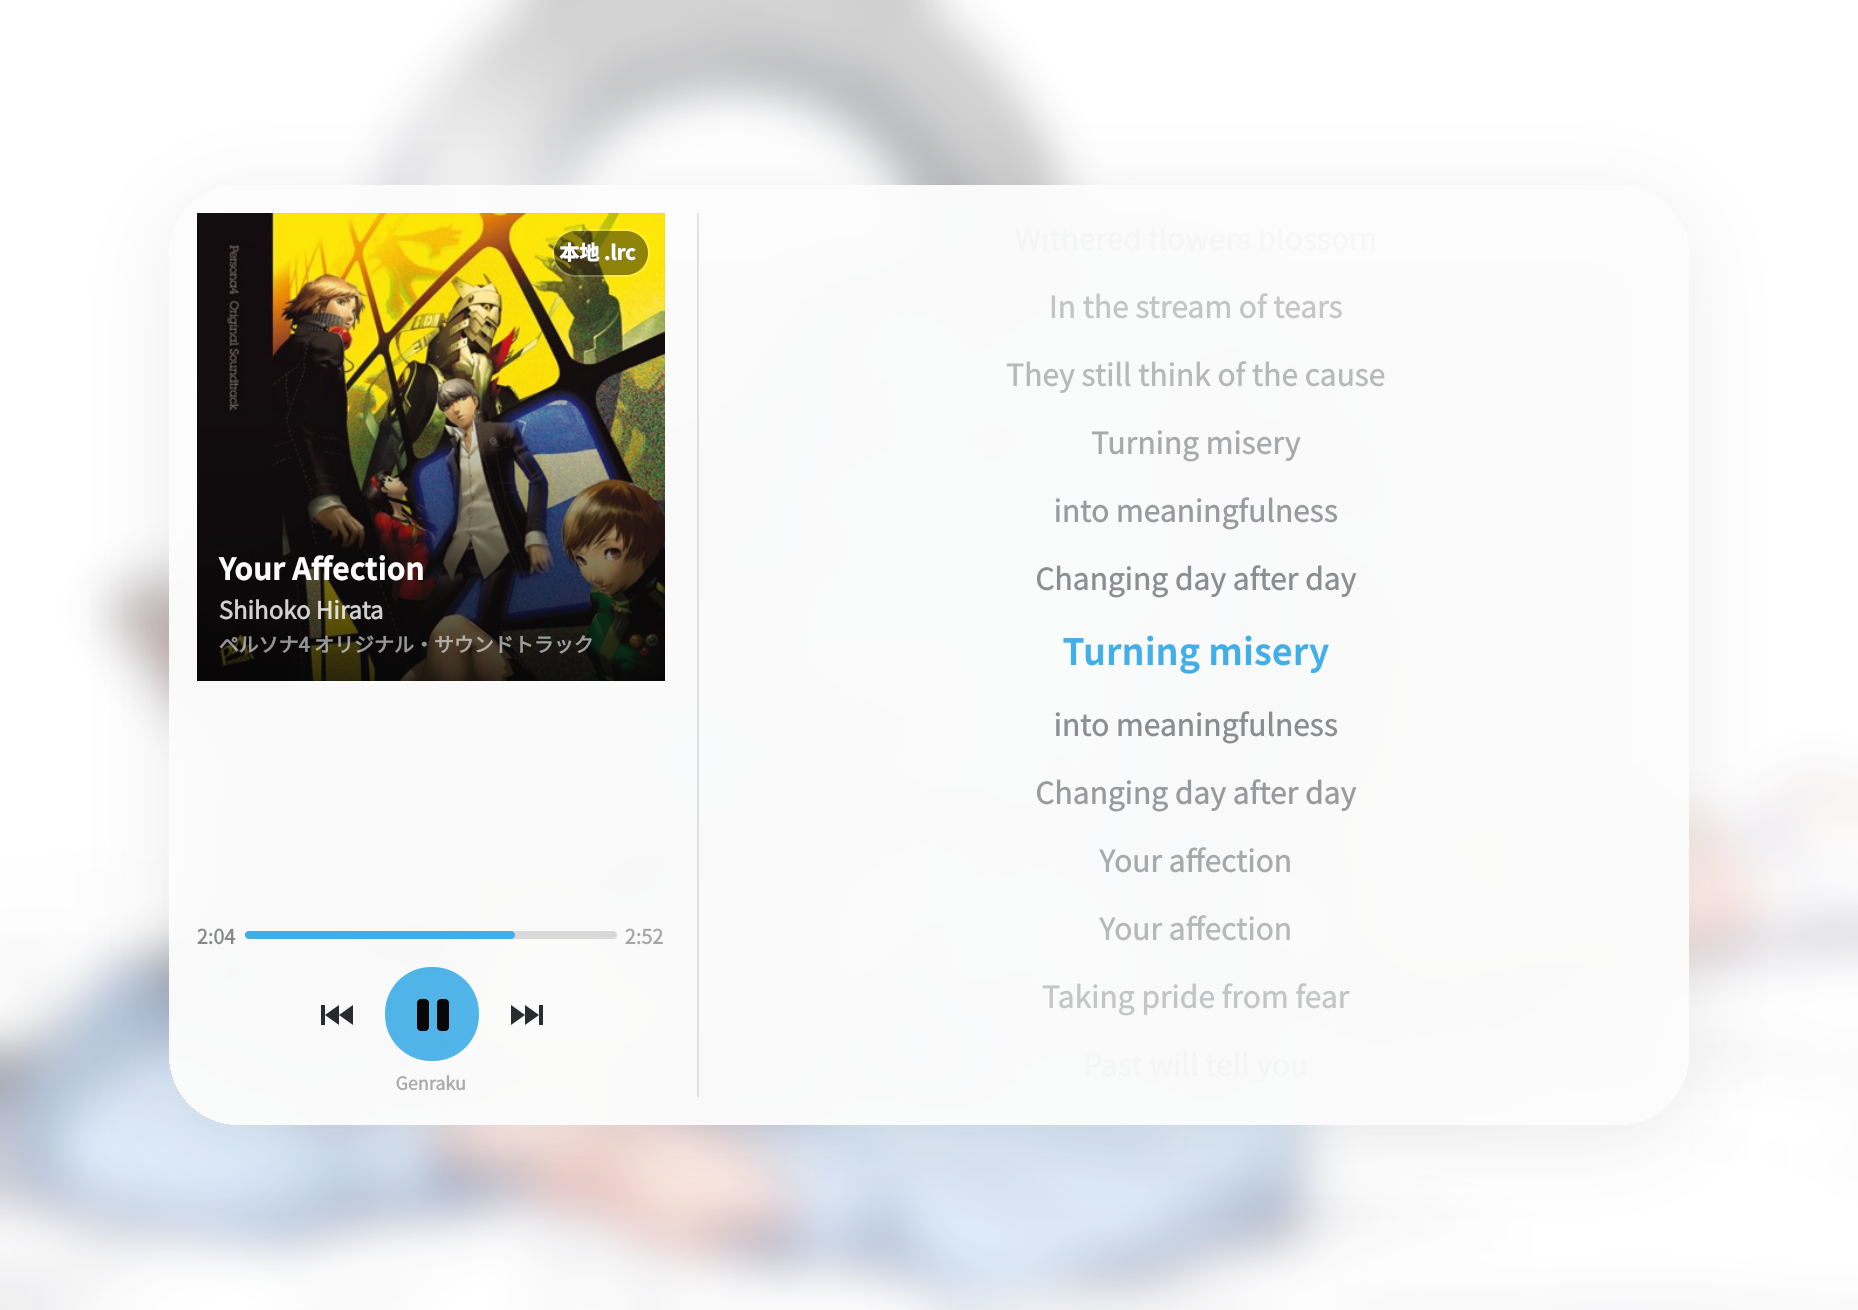 Persona4 Original Soundtrack
本地 .lrc
Your Affection
Shihoko Hirata
ペルソナ4 オリジナル・サウンドトラック
2:04
2:52
Genraku
Withered flowers blossom
In the stream of tears
They still think of the cause
Turning misery
into meaningfulness
Changing day after day
Turning misery
into meaningfulness
Changing day after day
Your affection
Your affection
Taking pride from fear
Past will tell you